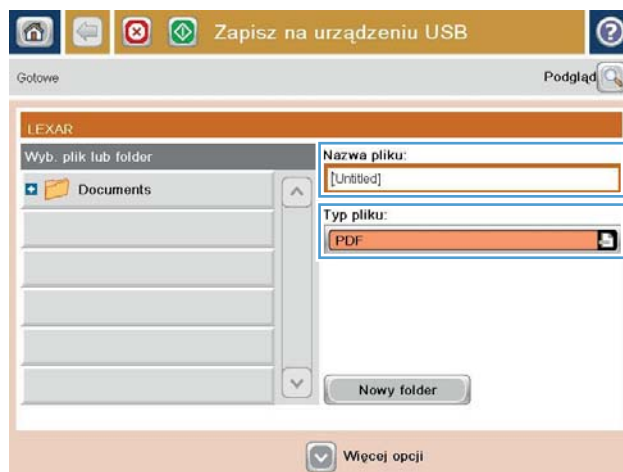 Zapisz na urządzeniu USB
Gotowe
Podgląd
LEXAR
Wyb. plik lub folder
Documents
Nazwa pliku:
[Untitled]
Typ pliku:
PDF
Nowy folder
Więcej opcji